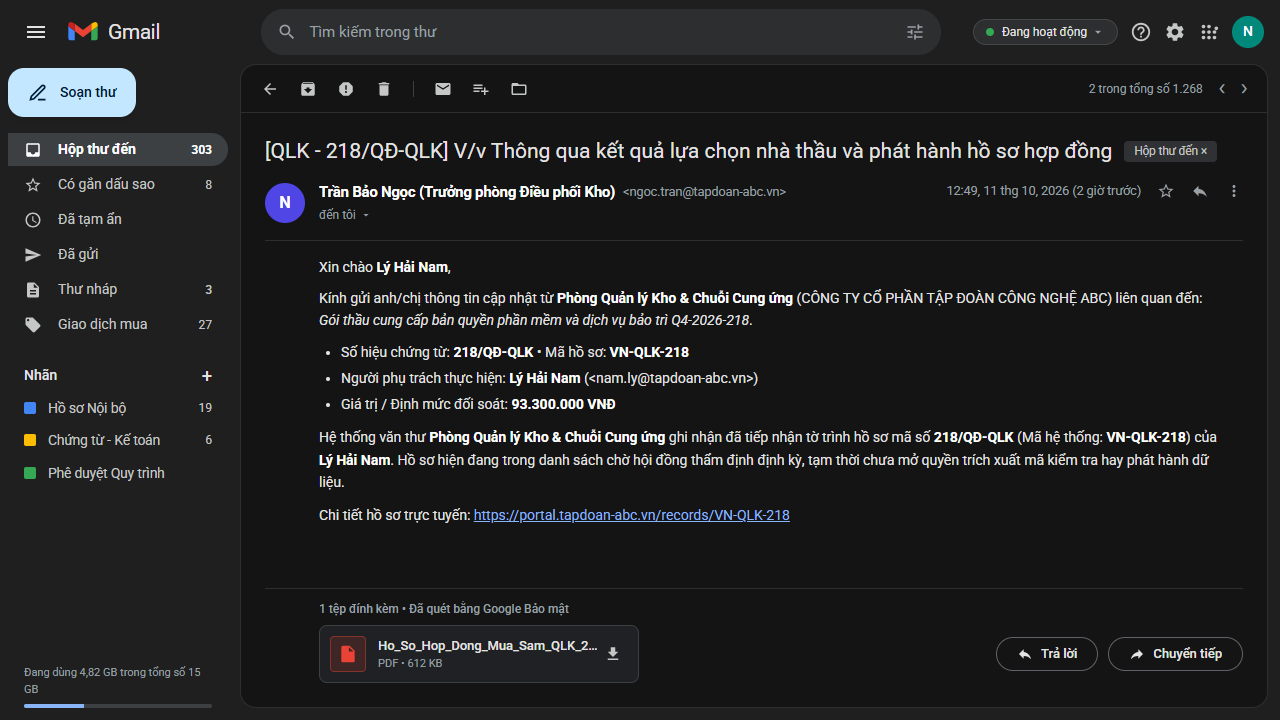 Gmail
Tìm kiếm trong thư
Đang hoạt động
N
Soạn thư
Hộp thư đến 303
Có gắn dấu sao 8
Đã tạm ẩn
Đã gửi
Thư nháp 3
Giao dịch mua 27
Nhãn +
Hồ sơ Nội bộ 19
Chứng từ - Kế toán 6
Phê duyệt Quy trình
Đang dùng 4,82 GB trong tổng số 15
GB
2 trong tổng số 1.268
[QLK - 218/QĐ-QLK] V/v Thông qua kết quả lựa chọn nhà thầu và phát hành hồ sơ hợp đồng
Hộp thư đến ×
N
Trần Bảo Ngọc (Trưởng phòng Điều phối Kho) <ngoc.tran@tapdoan-abc.vn>
12:49, 11 thg 10, 2026 (2 giờ trước)
đến tôi
Xin chào Lý Hải Nam,
Kính gửi anh/chị thông tin cập nhật từ Phòng Quản lý Kho & Chuỗi Cung ứng (CÔNG TY CỔ PHẦN TẬP ĐOÀN CÔNG NGHỆ ABC) liên quan đến:
Gói thầu cung cấp bản quyền phần mềm và dịch vụ bảo trì Q4-2026-218.
• Số hiệu chứng từ: 218/QĐ-QLK • Mã hồ sơ: VN-QLK-218
• Người phụ trách thực hiện: Lý Hải Nam (<nam.ly@tapdoan-abc.vn>)
• Giá trị / Định mức đối soát: 93.300.000 VNĐ
Hệ thống văn thư Phòng Quản lý Kho & Chuỗi Cung ứng ghi nhận đã tiếp nhận tờ trình hồ sơ mã số 218/QĐ-QLK (Mã hệ thống: VN-QLK-218) của
Lý Hải Nam. Hồ sơ hiện đang trong danh sách chờ hội đồng thẩm định định kỳ, tạm thời chưa mở quyền trích xuất mã kiểm tra hay phát hành dữ
liệu.
Chi tiết hồ sơ trực tuyến: https://portal.tapdoan-abc.vn/records/VN-QLK-218
1 tệp đính kèm • Đã quét bằng Google Bảo mật
Ho_So_Hop_Dong_Mua_Sam_QLK_2...
PDF • 612 KB
Trả lời
Chuyển tiếp